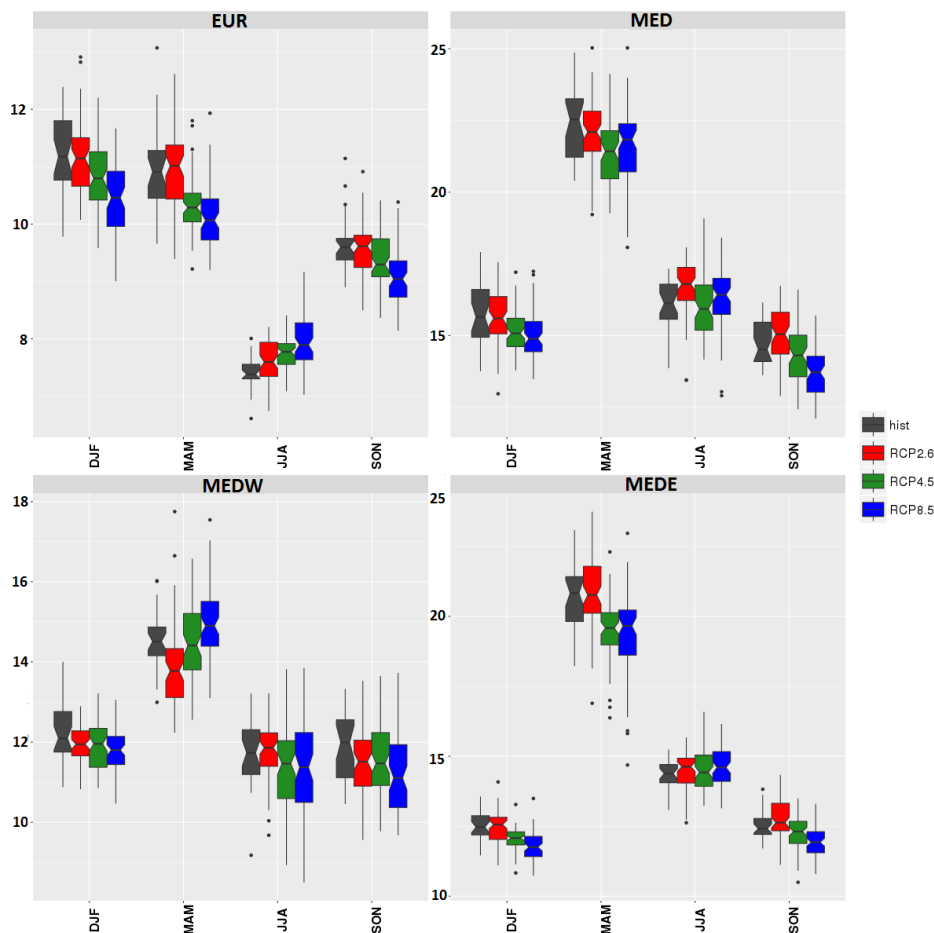 EUR
MED
12
10
8
25
20
15
DJF
MAM
JJA
SON
DJF
MAM
JJA
SON
hist
RCP2.6
RCP4.5
RCP8.5
MEDW
MEDE
18
16
14
12
10
25
20
15
10
DJF
MAM
JJA
SON
DJF
MAM
JJA
SON